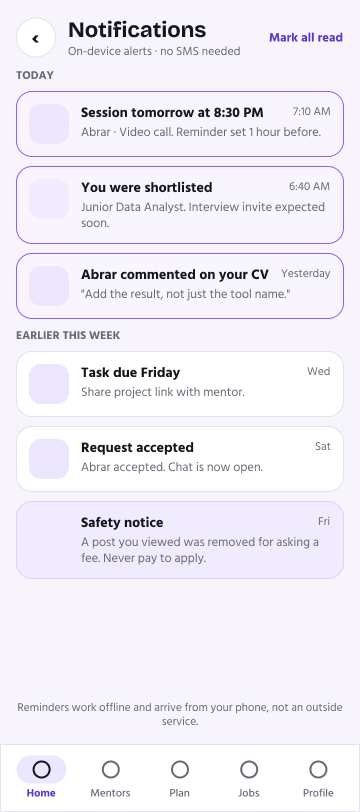 Notifications
On-device alerts · no SMS needed
Mark all read
TODAY
Session tomorrow at 8:30 PM
7:10 AM
Abrar · Video call. Reminder set 1 hour before.
You were shortlisted
6:40 AM
Junior Data Analyst. Interview invite expected
soon.
Abrar commented on your CV
Yesterday
"Add the result, not just the tool name."
EARLIER THIS WEEK
Task due Friday
Wed
Share project link with mentor.
Request accepted
Sat
Abrar accepted. Chat is now open.
Safety notice
Fri
A post you viewed was removed for asking a
fee. Never pay to apply.
Reminders work offline and arrive from your phone, not an outside
service.
Home
Mentors
Plan
Jobs
Profile